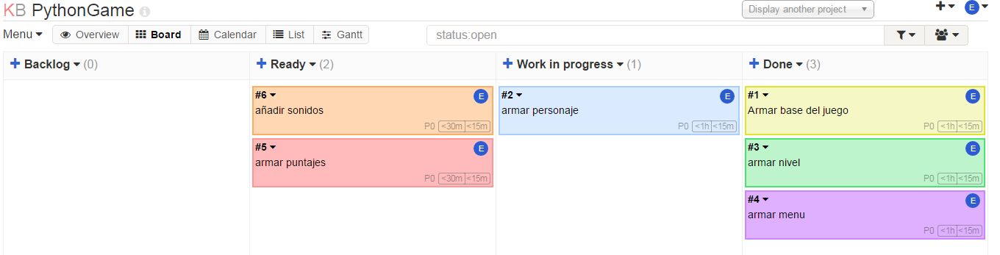 KB PythonGame
Display another project
E
Menu
Overview
Board
Calendar
List
Gantt
status:open
Backlog (0)
Ready (2)
Work in progress (1)
Done (3)
#6
E
añadir sonidos
P0 <30m <15m
#5
E
armar puntajes
P0 <30m <15m
#2
E
armar personaje
P0 <1h <15m
#1
E
Armar base del juego
P0 <1h <15m
#3
E
armar nivel
P0 <1h <15m
#4
E
armar menu
P0 <1h <15m